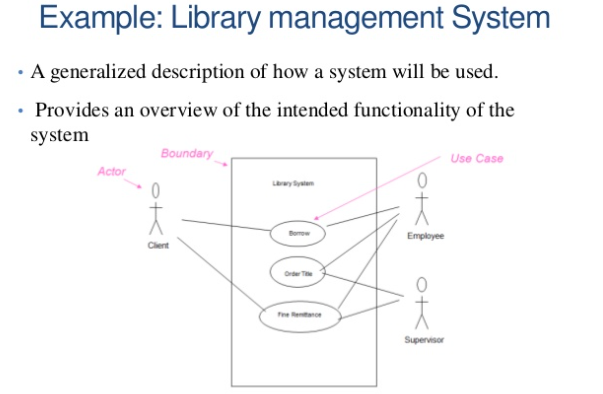 Example: Library management System
• A generalized description of how a system will be used.
• Provides an overview of the intended functionality of the
system
Boundary
Use Case
Actor
Library System
Client
Borrow
Employee
Order Title
Fine Remittance
Supervisor